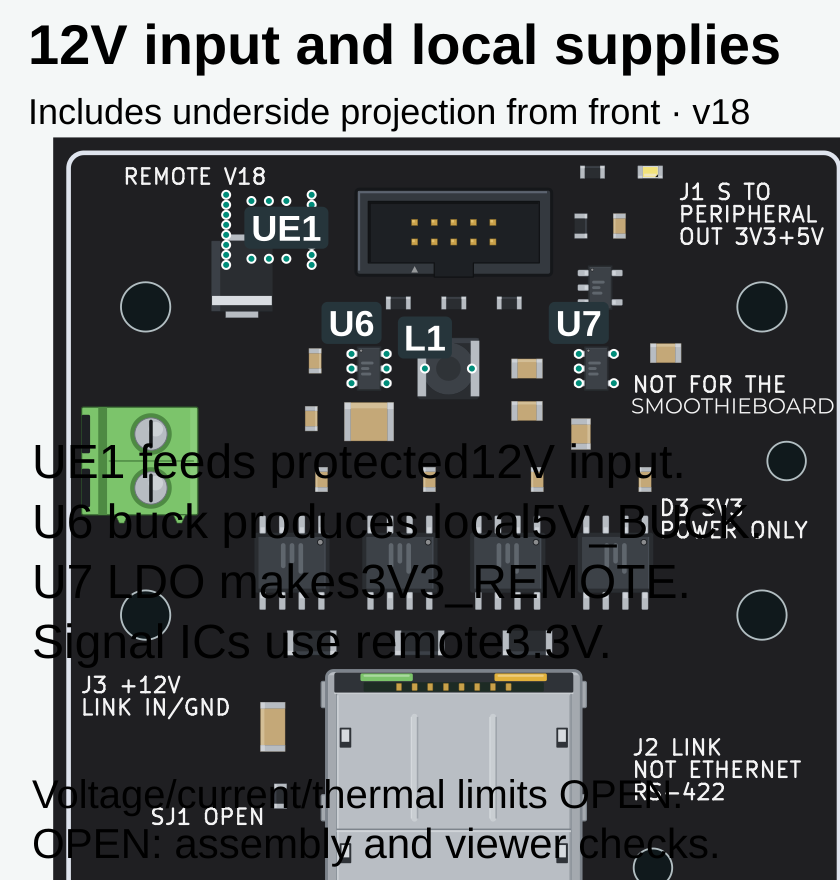 12V input and local supplies
Includes underside projection from front · v18
REMOTE V18
J1 S TO
PERIPHERAL
OUT 3V3+5V
UE1
U6
L1
U7
NOT FOR THE
SMOOTHIEBOARD
UE1 feeds protected12V input.
D3 3V3
POWER ONLY
U6 buck produces local5V_BUCK.
U7 LDO makes3V3_REMOTE.
Signal ICs use remote3.3V.
J3 +12V
LINK IN/GND
J2 LINK
NOT ETHERNET
RS-422
Voltage/current/thermal limits OPEN.
SJ1 OPEN
OPEN: assembly and viewer checks.